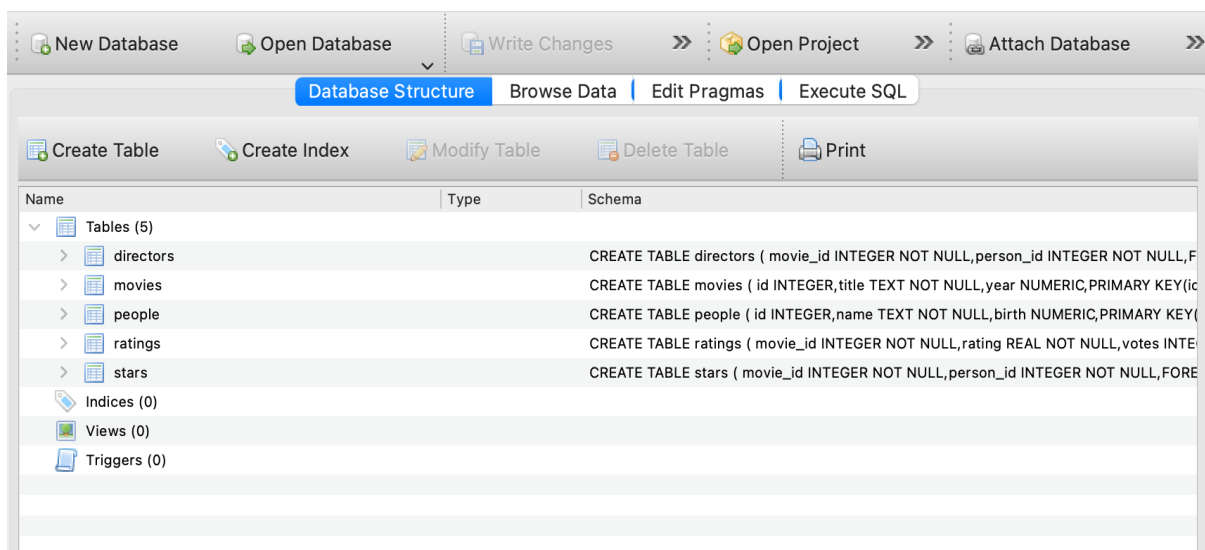 New Database Open Database Write Changes » Open Project » Attach Database »
Database Structure Browse Data Edit Pragmas Execute SQL
Create Table Create Index Modify Table Delete Table Print
Name Type Schema
Tables (5)
directors CREATE TABLE directors ( movie_id INTEGER NOT NULL,person_id INTEGER NOT NULL,F
movies CREATE TABLE movies ( id INTEGER,title TEXT NOT NULL,year NUMERIC,PRIMARY KEY(id
people CREATE TABLE people ( id INTEGER,name TEXT NOT NULL,birth NUMERIC,PRIMARY KEY(
ratings CREATE TABLE ratings ( movie_id INTEGER NOT NULL,rating REAL NOT NULL,votes INTE
stars CREATE TABLE stars ( movie_id INTEGER NOT NULL,person_id INTEGER NOT NULL,FORE
Indices (0)
Views (0)
Triggers (0)